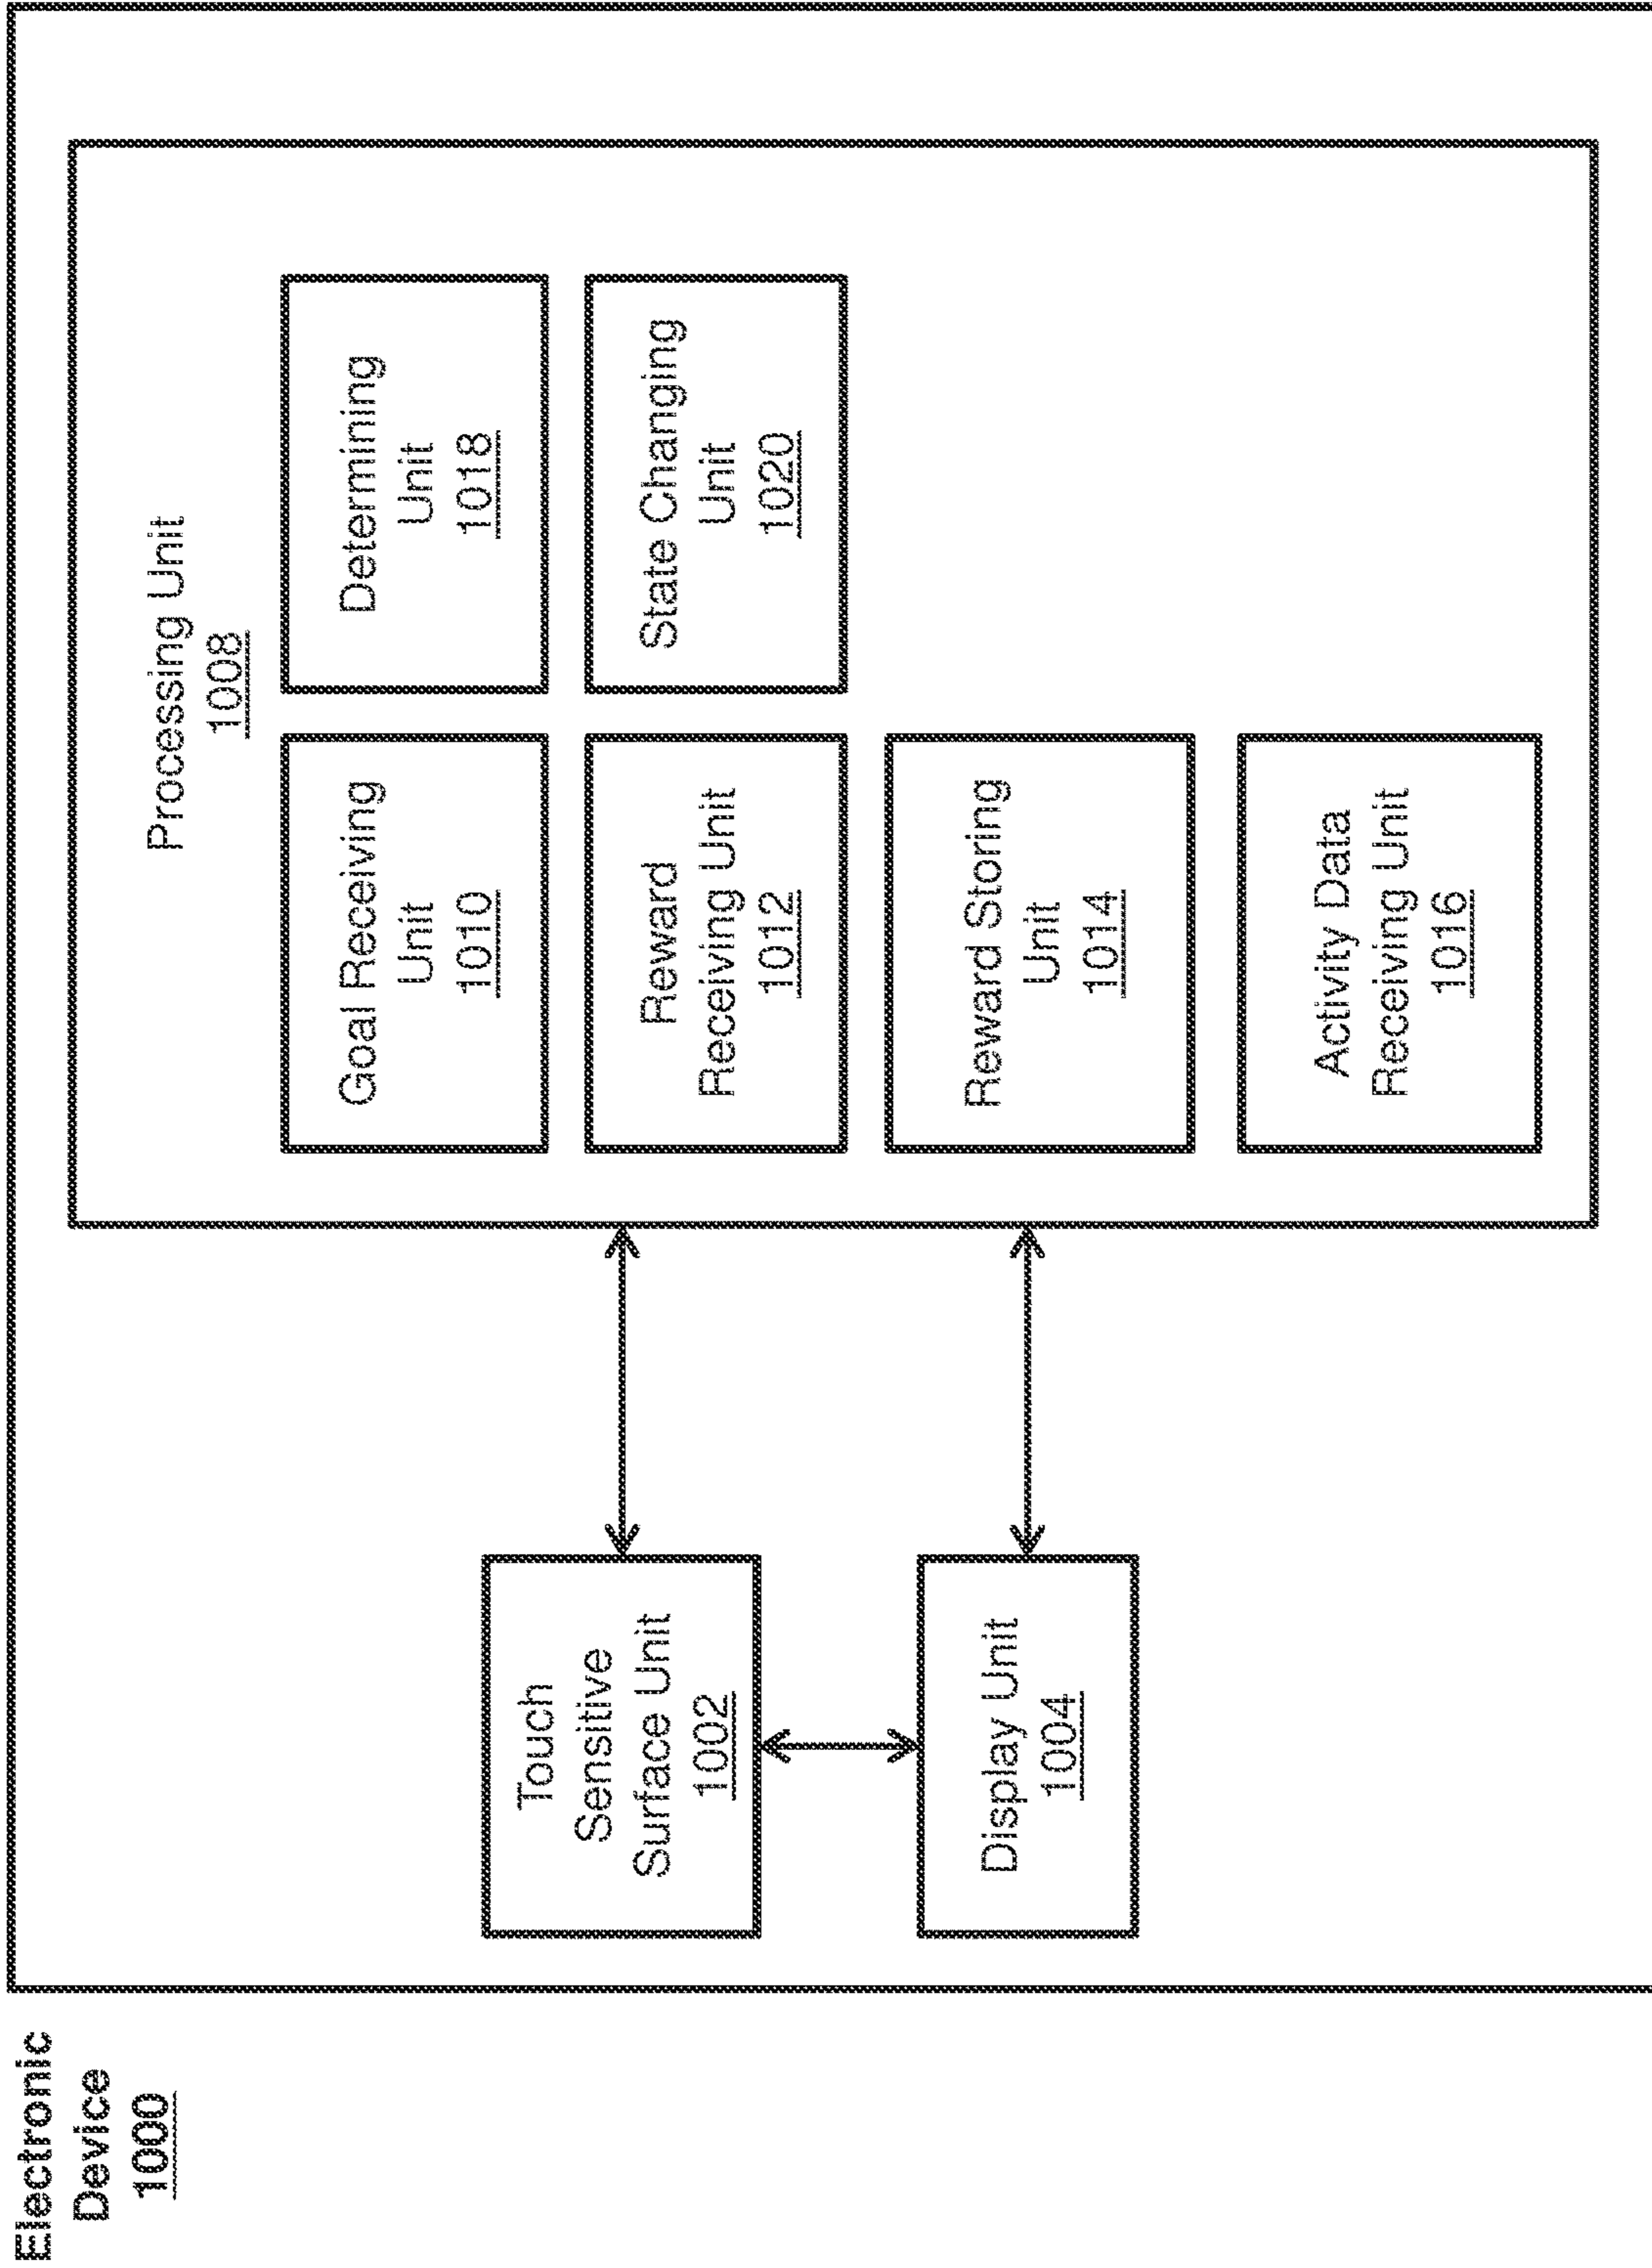 Electronic
Device
1000
Touch
Sensitive
Surface Unit
1002
Display Unit
1004
Processing Unit
1008
Goal Receiving
Unit
1010
Reward
Receiving Unit
1012
Reward Storing
Unit
1014
Activity Data
Receiving Unit
1016
Determining
Unit
1018
State Changing
Unit
1020